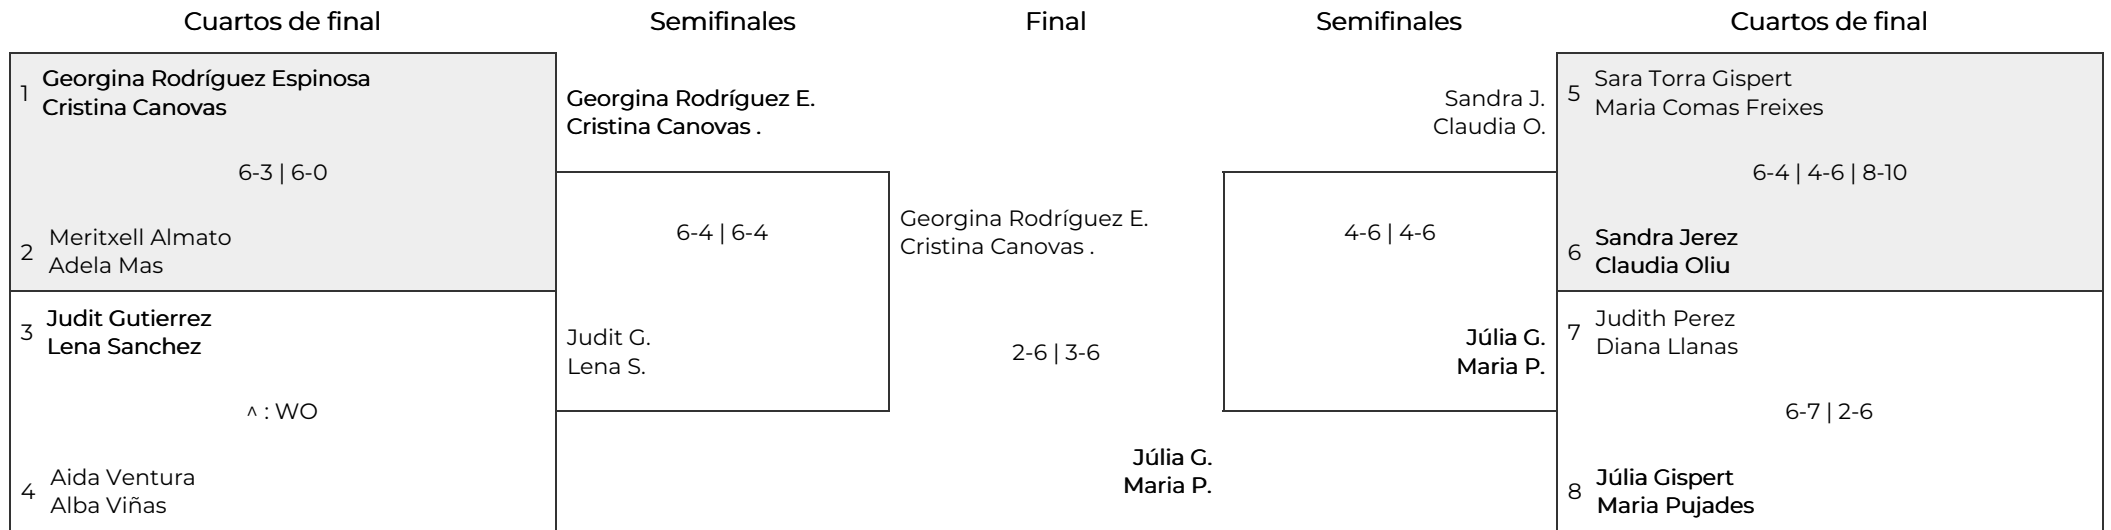 Cuartos de final
Semifinales
Final
Semifinales
Cuartos de final
1
Georgina Rodríguez Espinosa
Cristina Canovas
6-3 | 6-0
2
Meritxell Almato
Adela Mas
3
Judit Gutierrez
Lena Sanchez
^ : WO
4
Aida Ventura
Alba Viñas
Georgina Rodríguez E.
Cristina Canovas .
6-4 | 6-4
Judit G.
Lena S.
Georgina Rodríguez E.
Cristina Canovas .
2-6 | 3-6
Júlia G.
Maria P.
Sandra J.
Claudia O.
4-6 | 4-6
Júlia G.
Maria P.
5
Sara Torra Gispert
Maria Comas Freixes
6-4 | 4-6 | 8-10
6
Sandra Jerez
Claudia Oliu
7
Judith Perez
Diana Llanas
6-7 | 2-6
8
Júlia Gispert
Maria Pujades